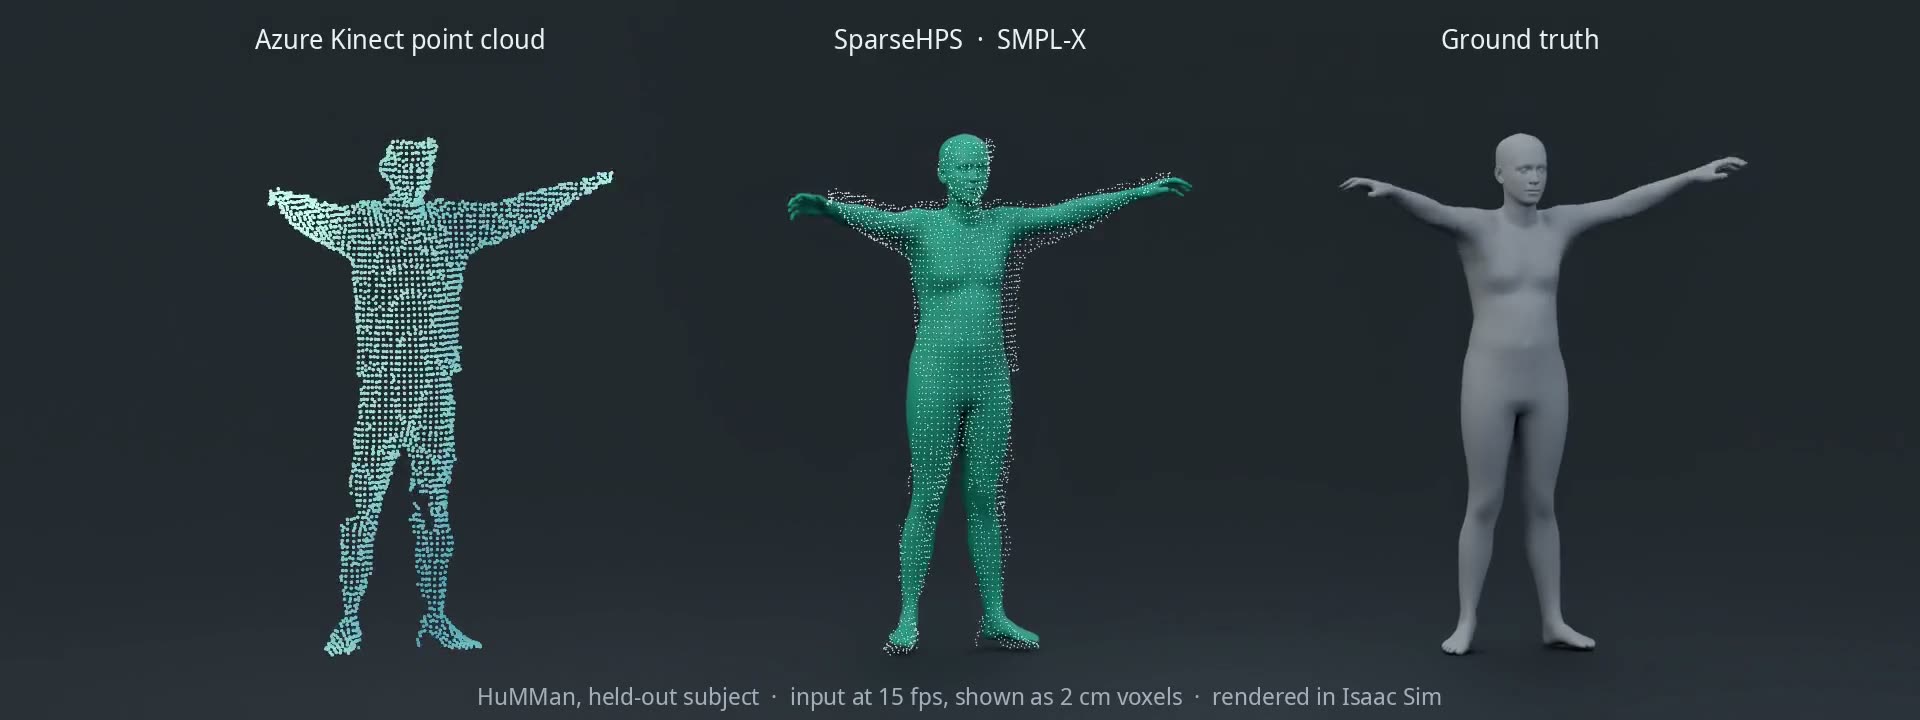 Azure Kinect point cloud
SparseHPS · SMPL-X
Ground truth
HuMMan, held-out subject · input at 15 fps, shown as 2 cm voxels · rendered in Isaac Sim